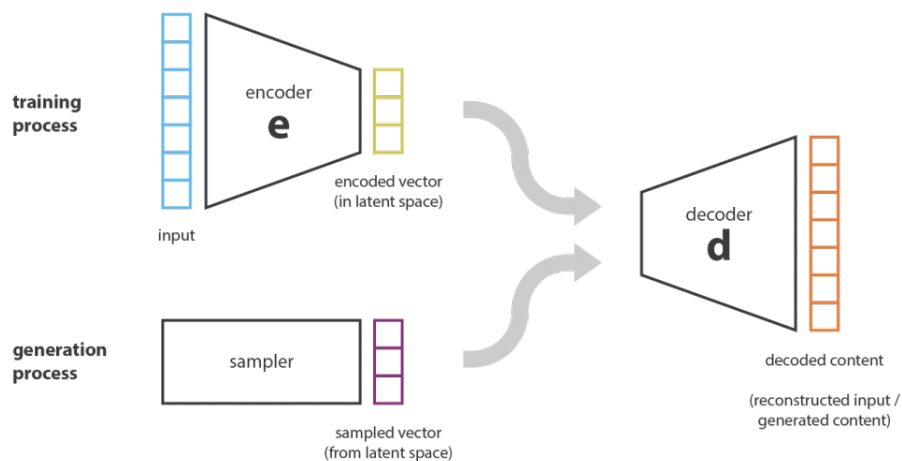 training
process
encoder
e
encoded vector
(in latent space)
input
decoder
d
generation
process
sampler
sampled vector
(from latent space)
decoded content
(reconstructed input /
generated content)